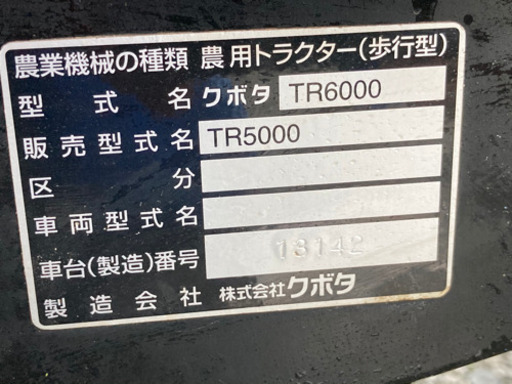 農業機械の種類 農用トラクター(歩行型)
型式名 クボタ TR6000
販売型式名 TR5000
区分
車両型式名
車台(製造)番号 13142
製造会社 株式会社クボタ